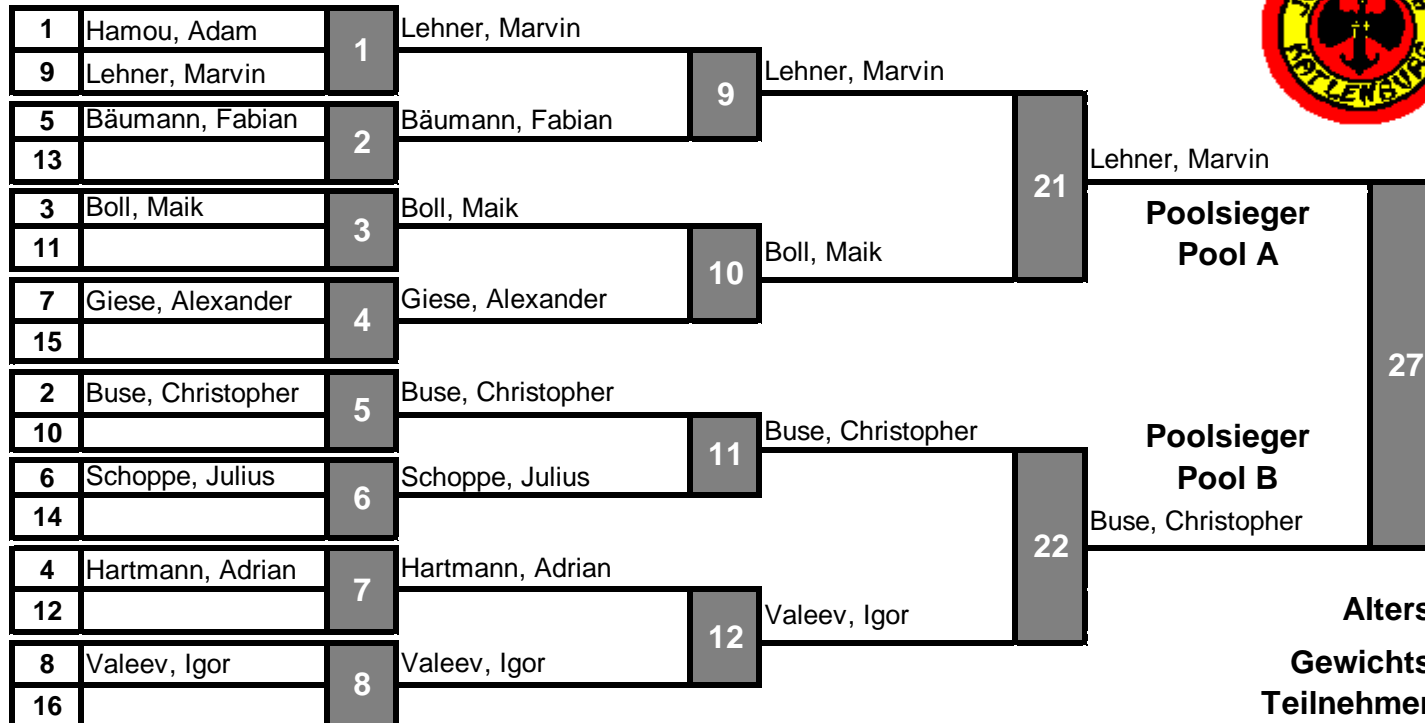 1 Hamou, Adam 1 Lehner, Marvin
9 Lehner, Marvin 9 Lehner, Marvin
5 Bäumann, Fabian 2 Bäumann, Fabian
13
21 Lehner, Marvin
3 Boll, Maik 3 Boll, Maik
11
10 Boll, Maik
7 Giese, Alexander 4 Giese, Alexander
15
Poolsieger
Pool A
27
2 Buse, Christopher 5 Buse, Christopher
10
11 Buse, Christopher
6 Schoppe, Julius 6 Schoppe, Julius
14
Poolsieger
Pool B
22 Buse, Christopher
4 Hartmann, Adrian 7 Hartmann, Adrian
12
12 Valeev, Igor
8 Valeev, Igor 8 Valeev, Igor
16
Alters
Gewichts
Teilnehmer
KATLENBURG